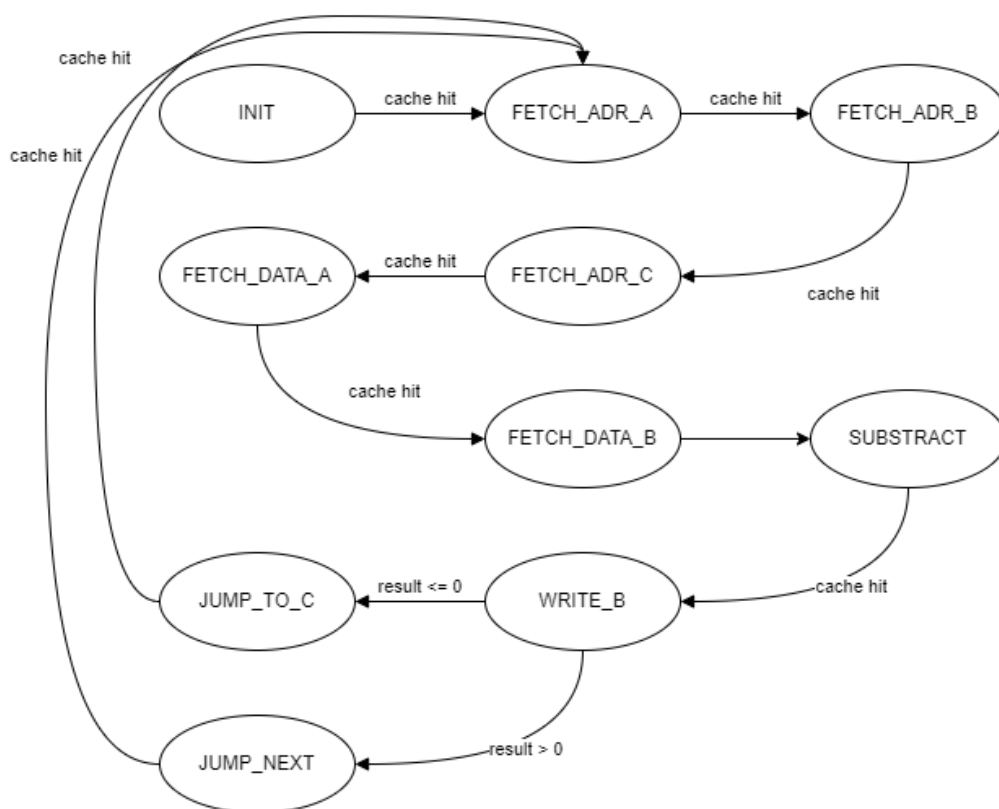 cache hit
INIT
cache hit
FETCH_ADR_A
cache hit
FETCH_ADR_B
cache hit
FETCH_DATA_A
cache hit
FETCH_ADR_C
cache hit
cache hit
FETCH_DATA_B
SUBSTRACT
JUMP_TO_C
result <= 0
WRITE_B
cache hit
JUMP_NEXT
result > 0